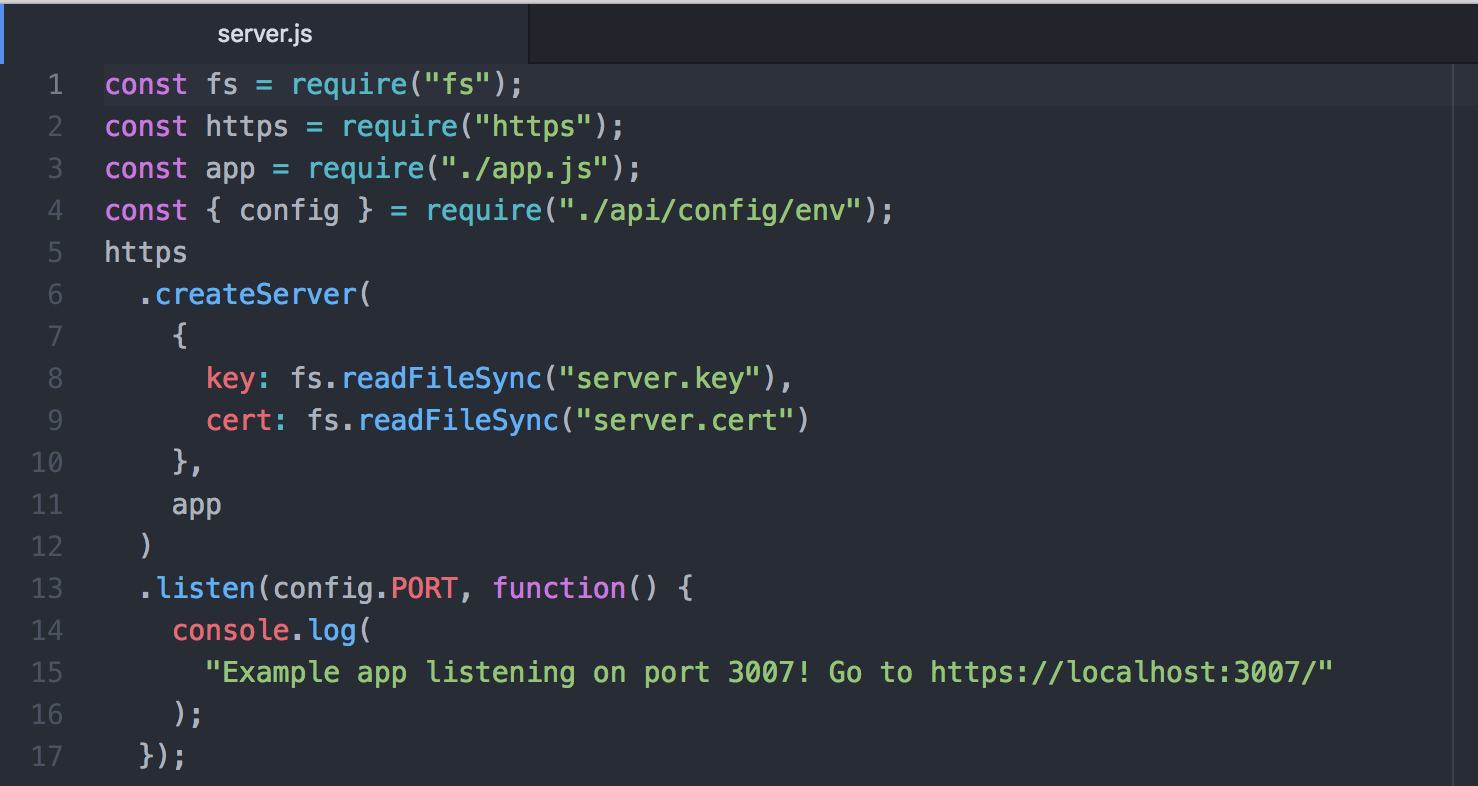 server.js
1 const fs = require("fs");
2 const https = require("https");
3 const app = require("./app.js");
4 const { config } = require("./api/config/env");
5 https
6   .createServer(
7     {
8       key: fs.readFileSync("server.key"),
9       cert: fs.readFileSync("server.cert")
10     },
11     app
12   )
13   .listen(config.PORT, function() {
14     console.log(
15       "Example app listening on port 3007! Go to https://localhost:3007/"
16     );
17   });